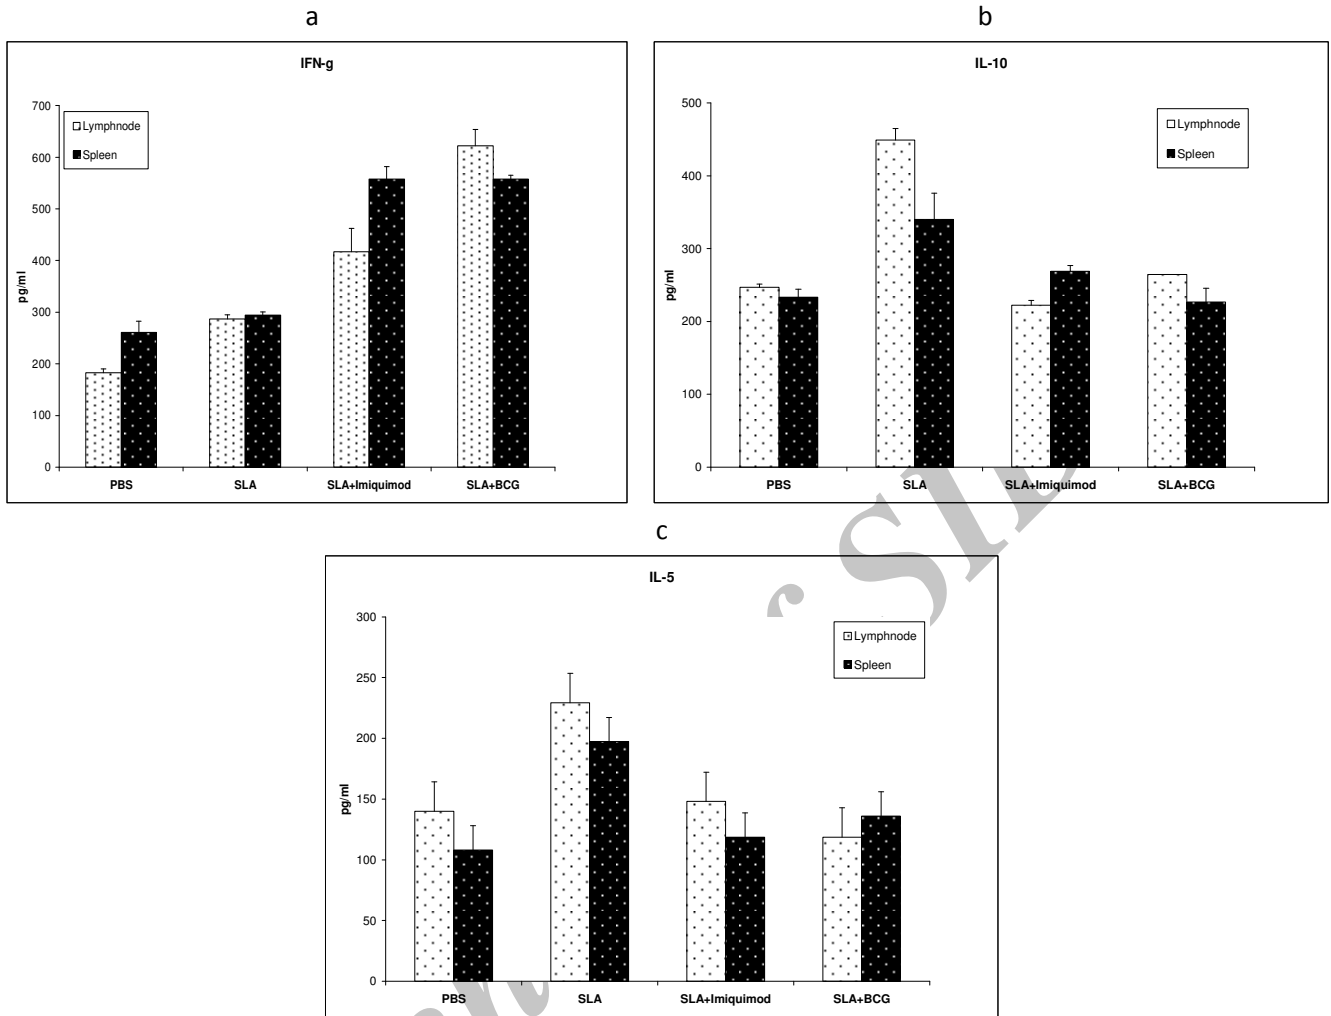 a
IFN-g
700
600
500
400
300
200
100
0
pg/ml
Lymphnode
Spleen
PBS SLA SLA+Imiquimod SLA+BCG
b
IL-10
500
400
300
200
100
0
pg/ml
Lymphnode
Spleen
PBS SLA SLA+Imiquimod SLA+BCG
c
IL-5
300
250
200
150
100
50
0
pg/ml
Lymphnode
Spleen
PBS SLA SLA+Imiquimod SLA+BCG